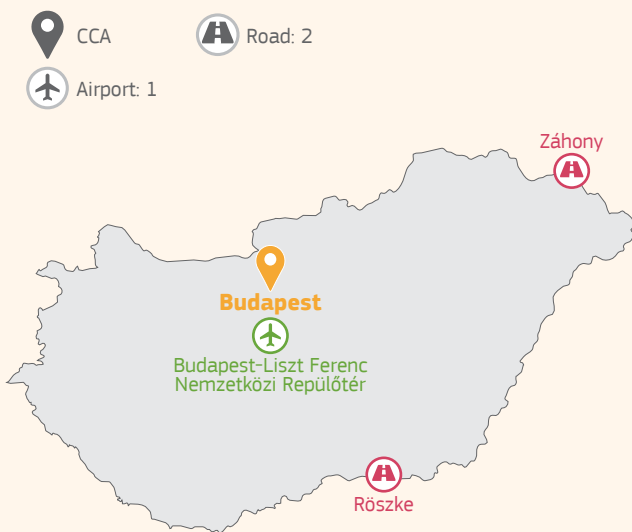 CCA
Road: 2
Airport: 1
Záhony
Budapest
Budapest-Liszt Ferenc
Nemzetközi Repülőtér
Röszke